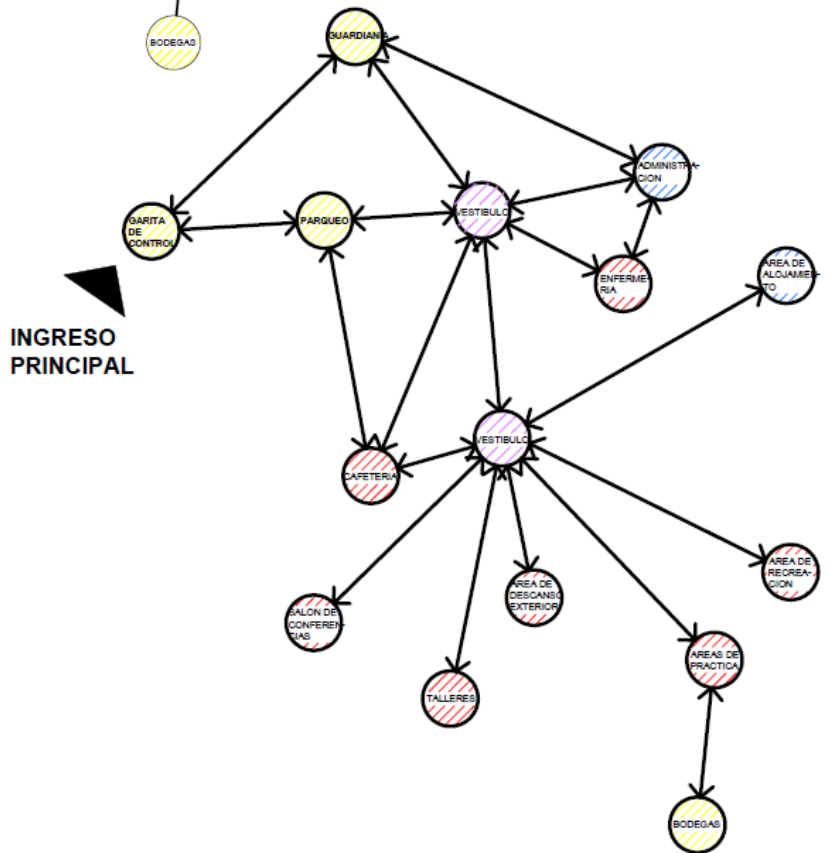 BODEGAS
GUARDIANIA
ADMINISTRA-
CION
GARITA
DE
CONTROL
PARQUEO
VESTIBULO
ENFERME-
RIA
AREA DE
ALOJAMIEN-
TO
INGRESO
PRINCIPAL
VESTIBULO
CAFETERIA
AREA DE
RECREA-
CION
AREA DE
DESCANSO
EXTERIOR
SALON DE
CONFEREN-
CIAS
AREAS DE
PRACTICA
TALLERES
BODEGAS